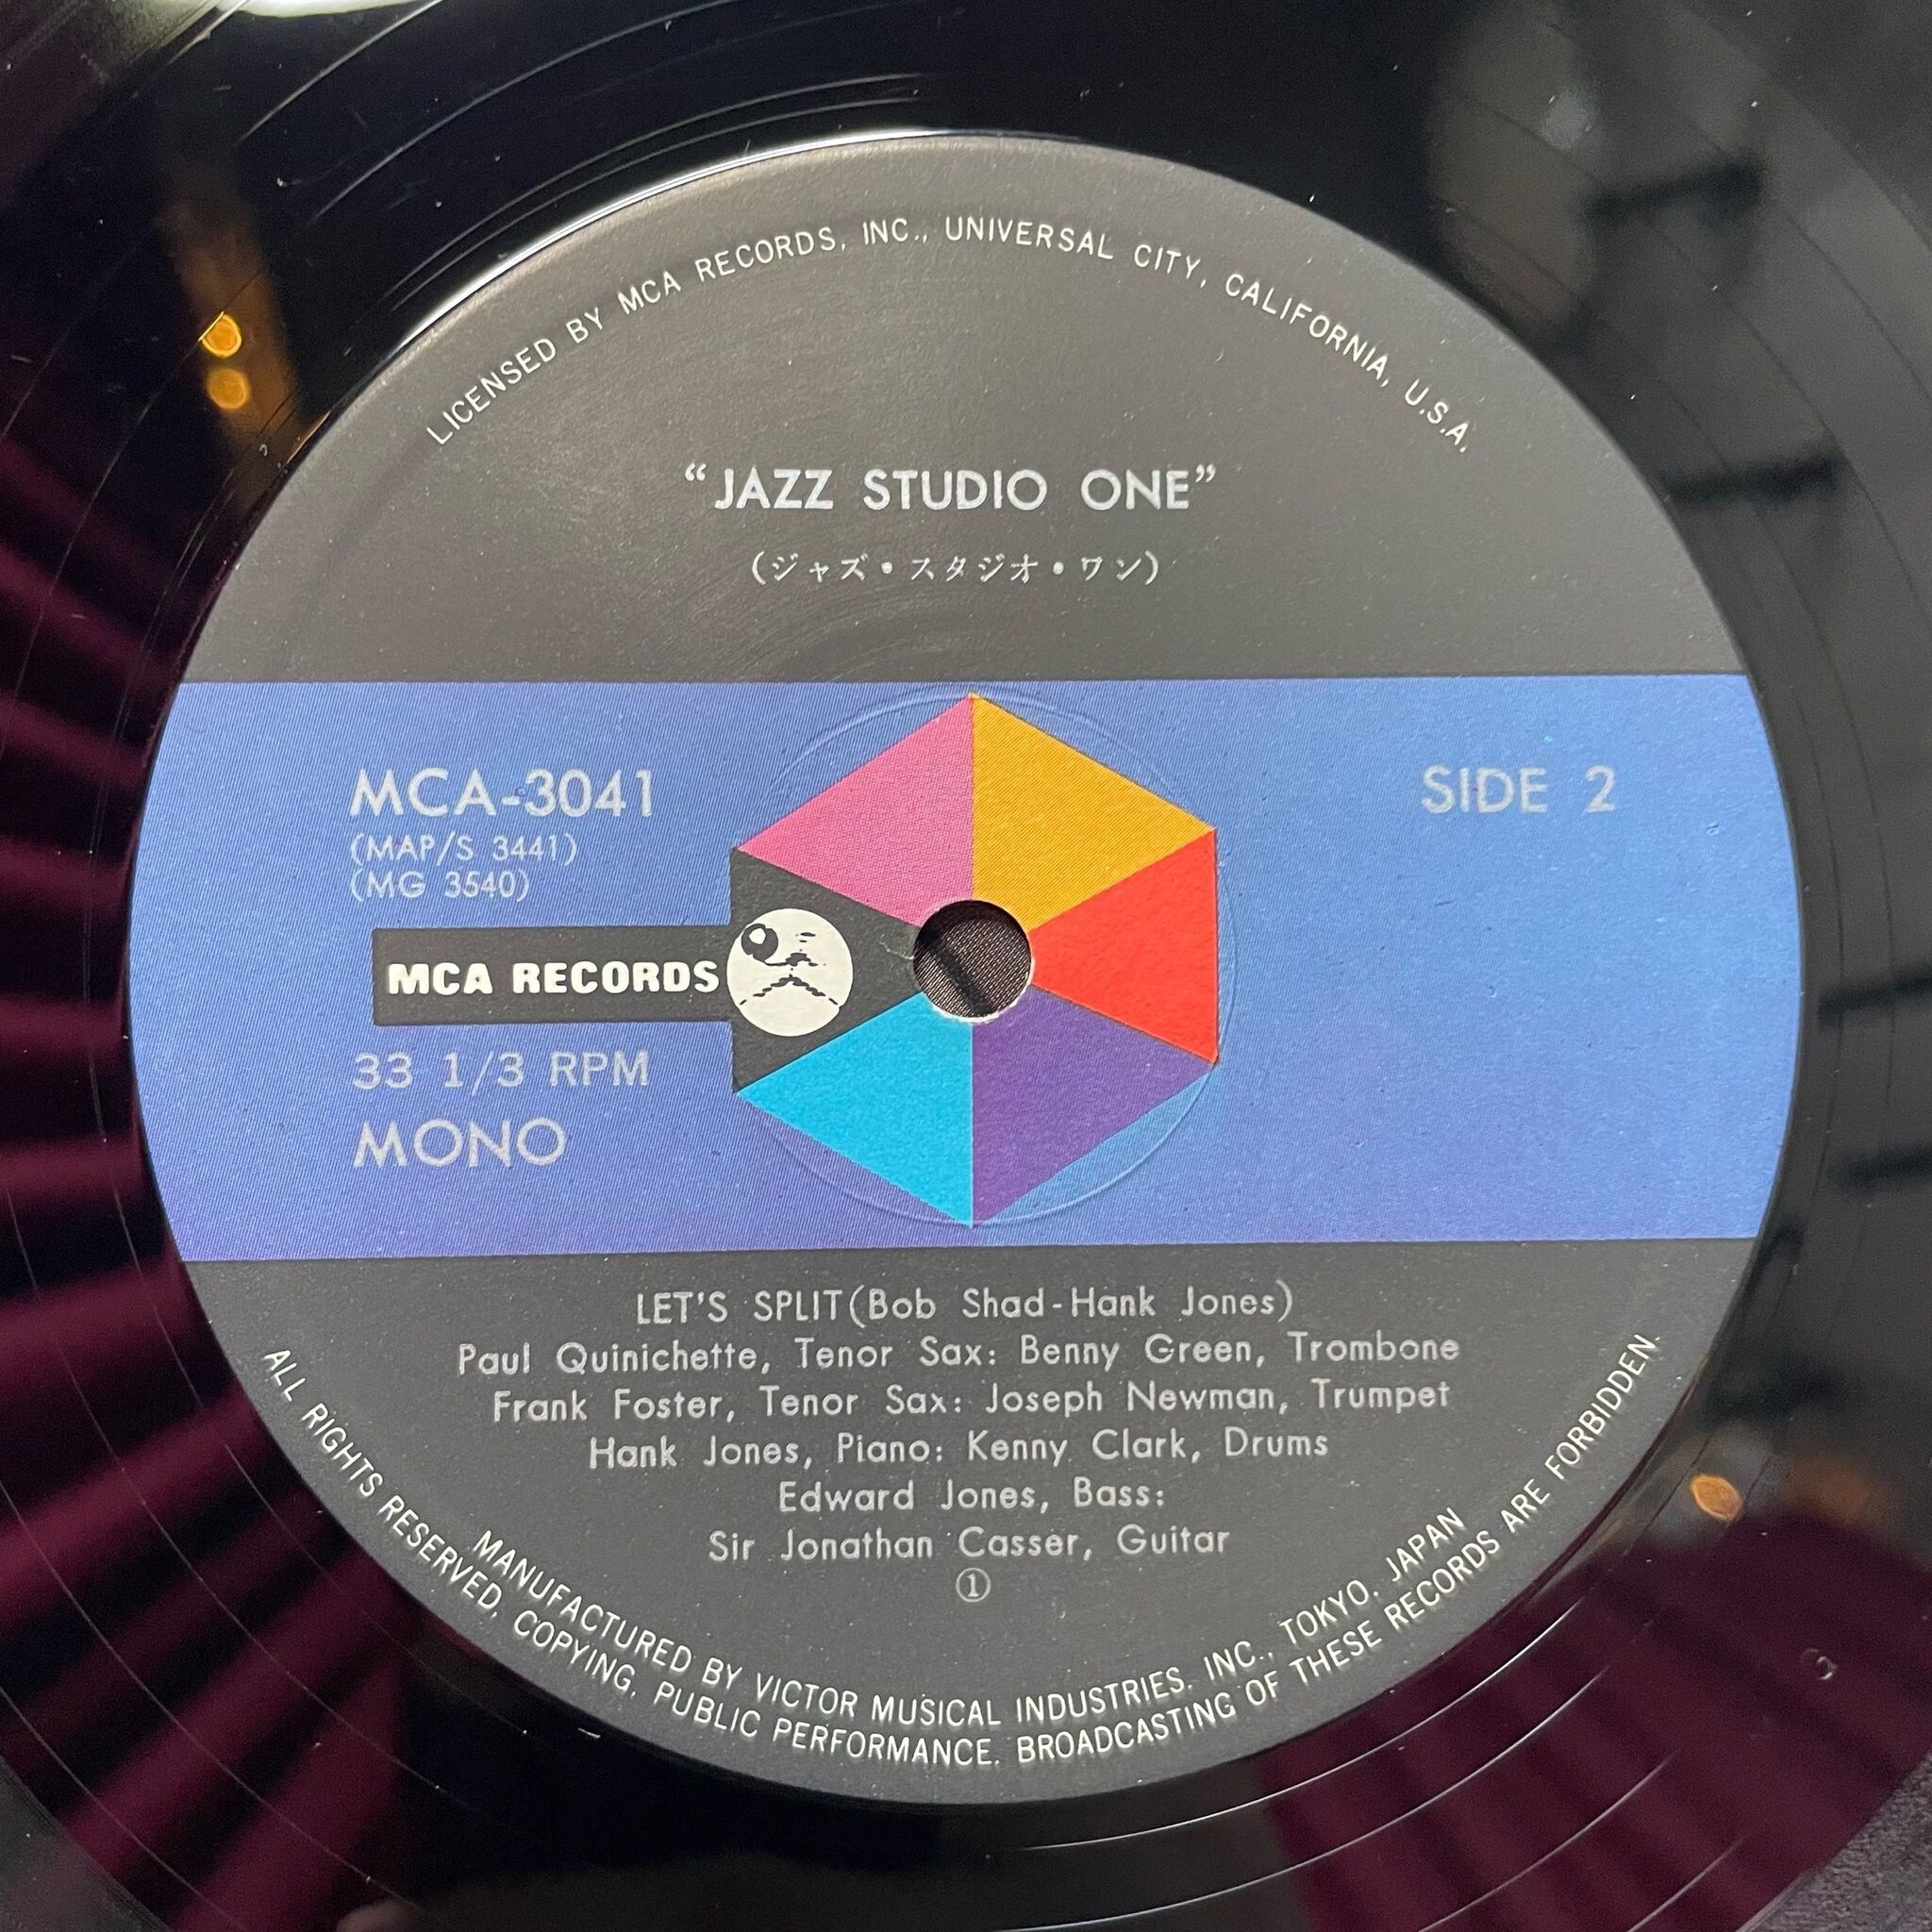 LICENSED BY MCA RECORDS, INC., UNIVERSAL CITY, CALIFORNIA, U.S.A.
“JAZZ STUDIO ONE”
(ジャズ・スタジオ・ワン)
MCA-3041
(MAP/S 3441)
(MG 3540)
SIDE 2
MCA RECORDS
33 1/3 RPM
MONO
LET'S SPLIT(Bob Shad-Hank Jones)
Paul Quinichette, Tenor Sax: Benny Green, Trombone
Frank Foster, Tenor Sax: Joseph Newman, Trumpet
Hank Jones, Piano: Kenny Clark, Drums
Edward Jones, Bass:
Sir Jonathan Casser, Guitar
①
MANUFACTURED BY VICTOR MUSICAL INDUSTRIES, INC., TOKYO, JAPAN
ALL RIGHTS RESERVED, COPYING, PUBLIC PERFORMANCE, BROADCASTING OF THESE RECORDS ARE FORBIDDEN.